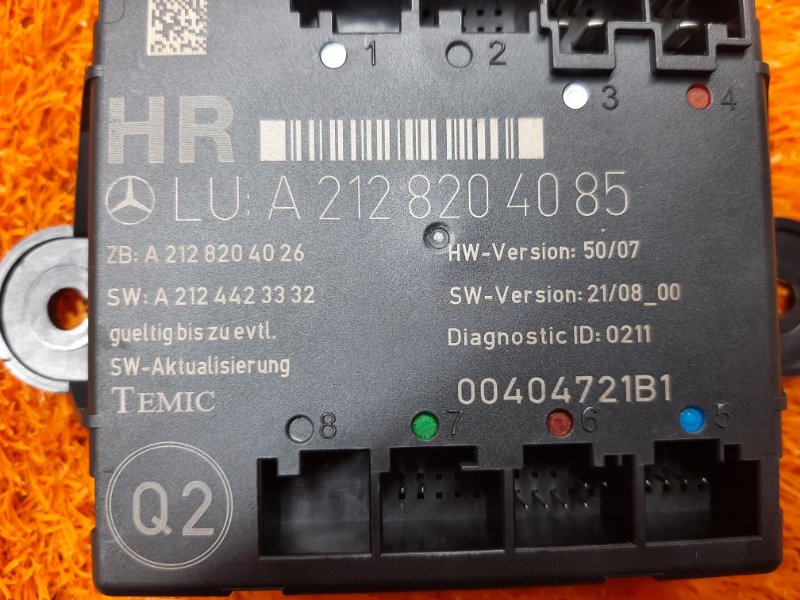 1 2
3 4
HR
LU: A 212 820 40 85
ZB: A 212 820 40 26
HW-Version: 50/07
SW: A 212 442 33 32
SW-Version: 21/08_00
gueltig bis zu evtl.
Diagnostic ID: 0211
SW-Aktualisierung
TEMIC
00404721B1
8 7 6 5
Q2